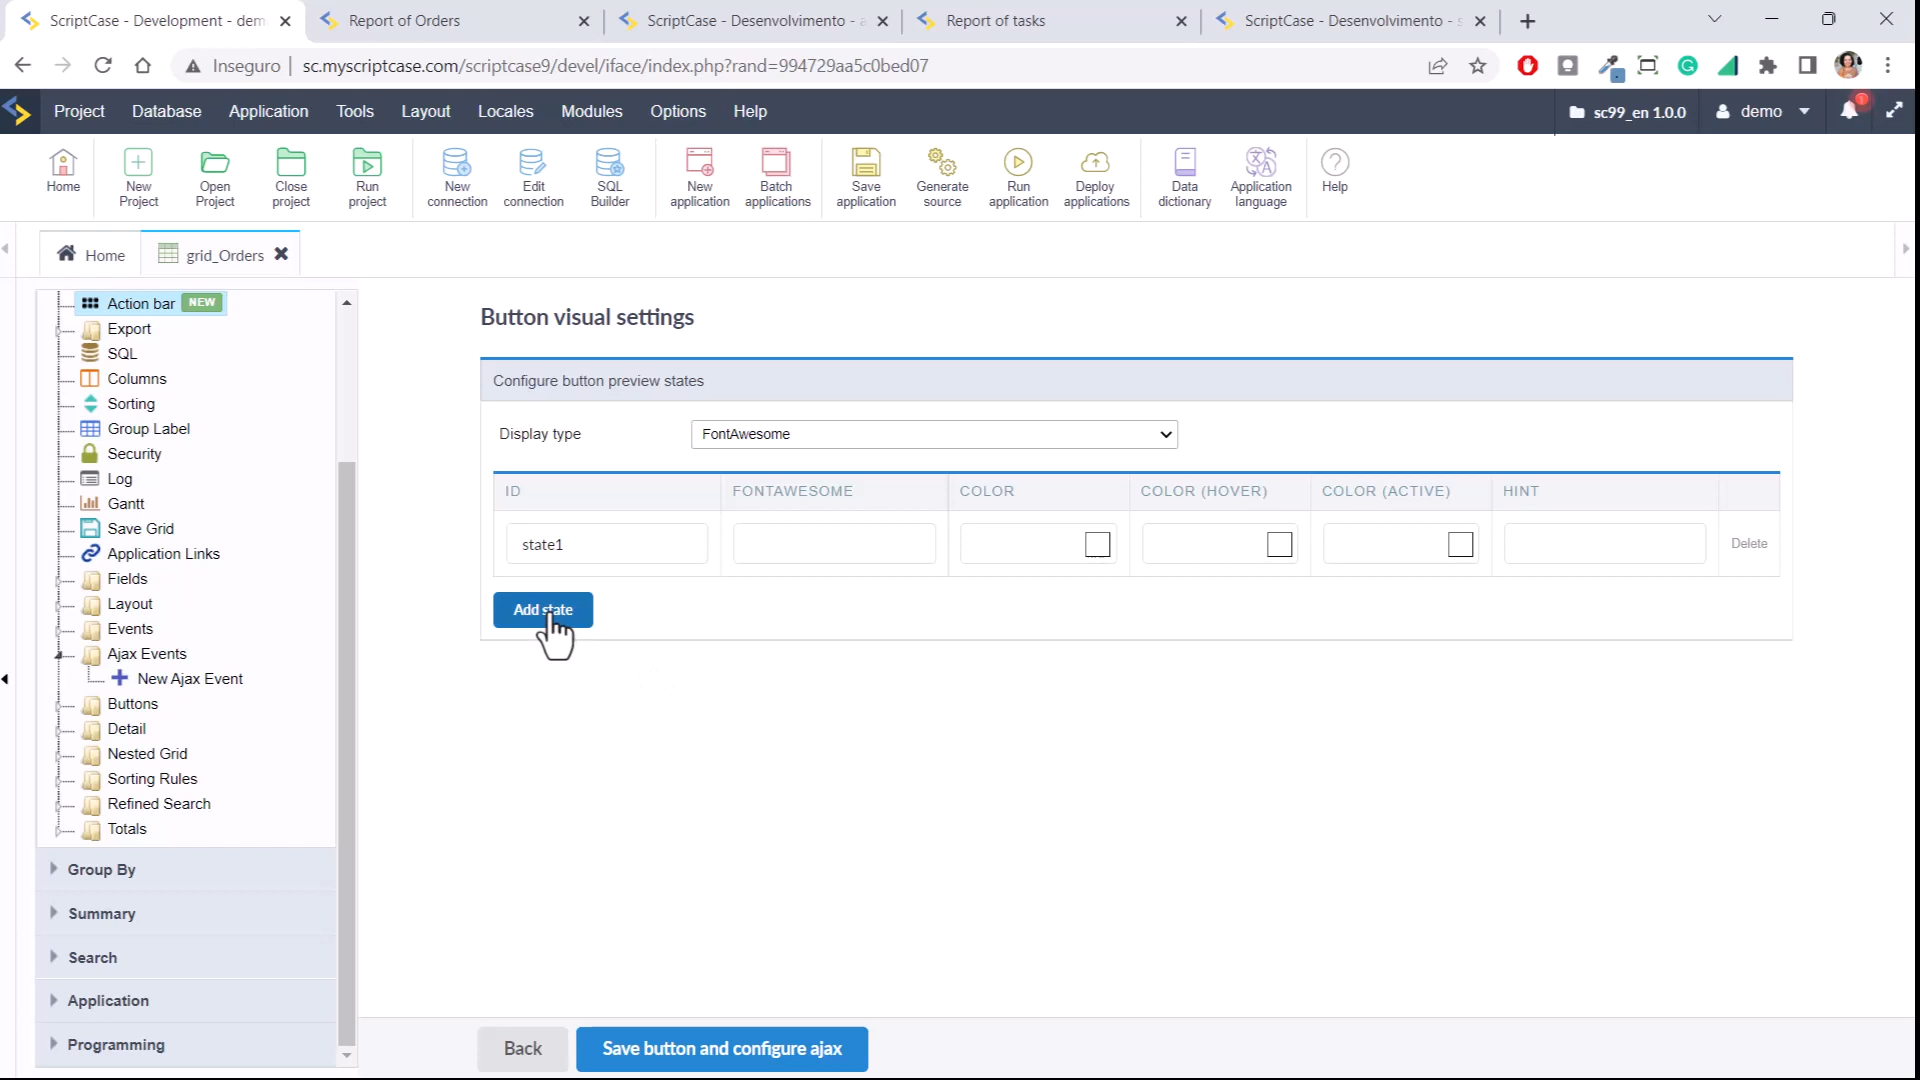 ScriptCase - Development - dem
Report of Orders
ScriptCase - Desenvolvimento - a
Report of tasks
ScriptCase - Desenvolvimento - s
Inseguro
sc.myscriptcase.com/scriptcase9/devel/iface/index.php?rand=994729aa5c0bed07
Project
Database
Application
Tools
Layout
Locales
Modules
Options
Help
sc99_en 1.0.0
demo
1
Home
New
Project
Open
Project
Close
project
Run
project
New
connection
Edit
connection
SQL
Builder
New
application
Batch
applications
Save
application
Generate
source
Run
application
Deploy
applications
Data
dictionary
Application
language
Help
Home
grid_Orders
Action bar NEW
Export
SQL
Columns
Sorting
Group Label
Security
Log
Gantt
Save Grid
Application Links
Fields
Layout
Events
Ajax Events
New Ajax Event
Buttons
Detail
Nested Grid
Sorting Rules
Refined Search
Totals
Group By
Summary
Search
Application
Programming
Button visual settings
Configure button preview states
Display type
FontAwesome
ID
FONTAWESOME
COLOR
COLOR (HOVER)
COLOR (ACTIVE)
HINT
state1
Delete
Add state
Back
Save button and configure ajax